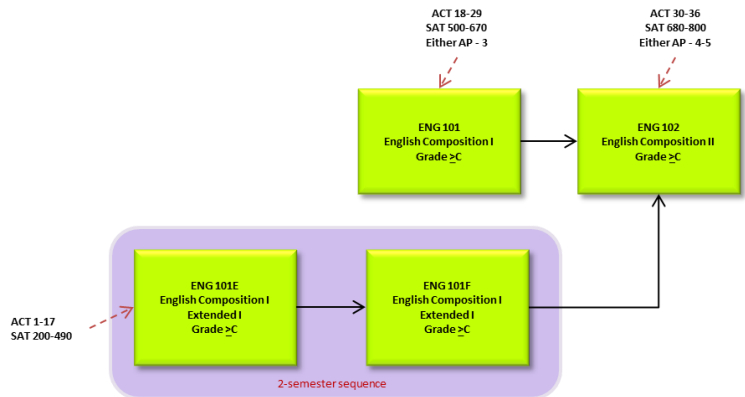 ACT 18-29
SAT 500-670
Either AP - 3
ACT 30-36
SAT 680-800
Either AP - 4-5
ENG 101
English Composition I
Grade ≥C
ENG 102
English Composition II
Grade ≥C
ENG 101E
English Composition I
Extended I
Grade ≥C
ENG 101F
English Composition I
Extended I
Grade ≥C
ACT 1-17
SAT 200-490
2-semester sequence